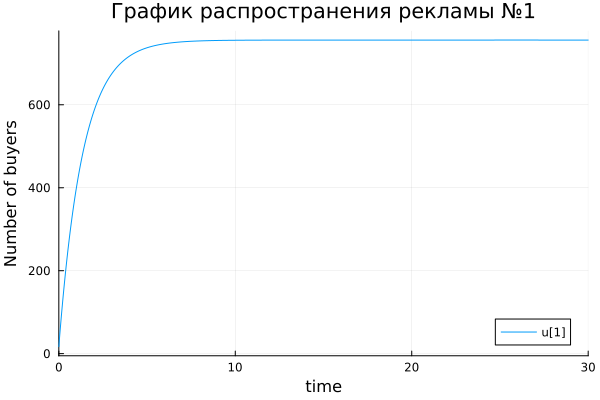 График распространения рекламы №1
Number of buyers
600
400
200
0
u[1]
0 10 20 30
time